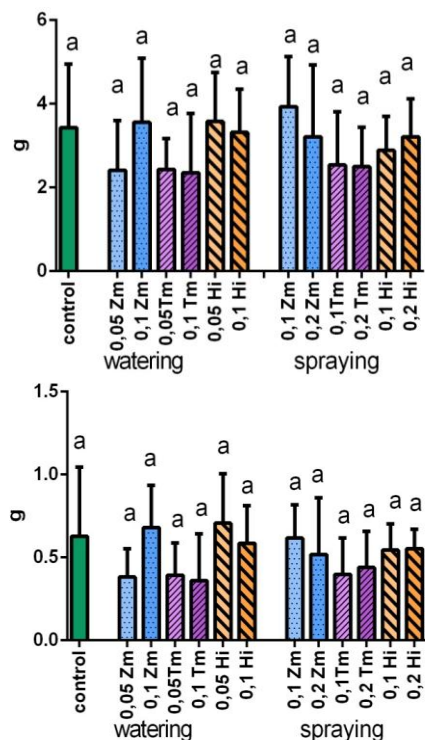 6
4
2
0
g
a
a a a a a a
a a a a a a
control
0,05 Zm
0,1 Zm
0,05Tm
0,1 Tm
0,05 Hi
0,1 Hi
0,1 Zm
0,2 Zm
0,1Tm
0,2 Tm
0,1 Hi
0,2 Hi
watering spraying
1.5
1.0
0.5
0.0
g
a
a a a a a a
a a a a a a
control
0,05 Zm
0,1 Zm
0,05Tm
0,1 Tm
0,05 Hi
0,1 Hi
0,1 Zm
0,2 Zm
0,1Tm
0,2 Tm
0,1 Hi
0,2 Hi
watering spraying